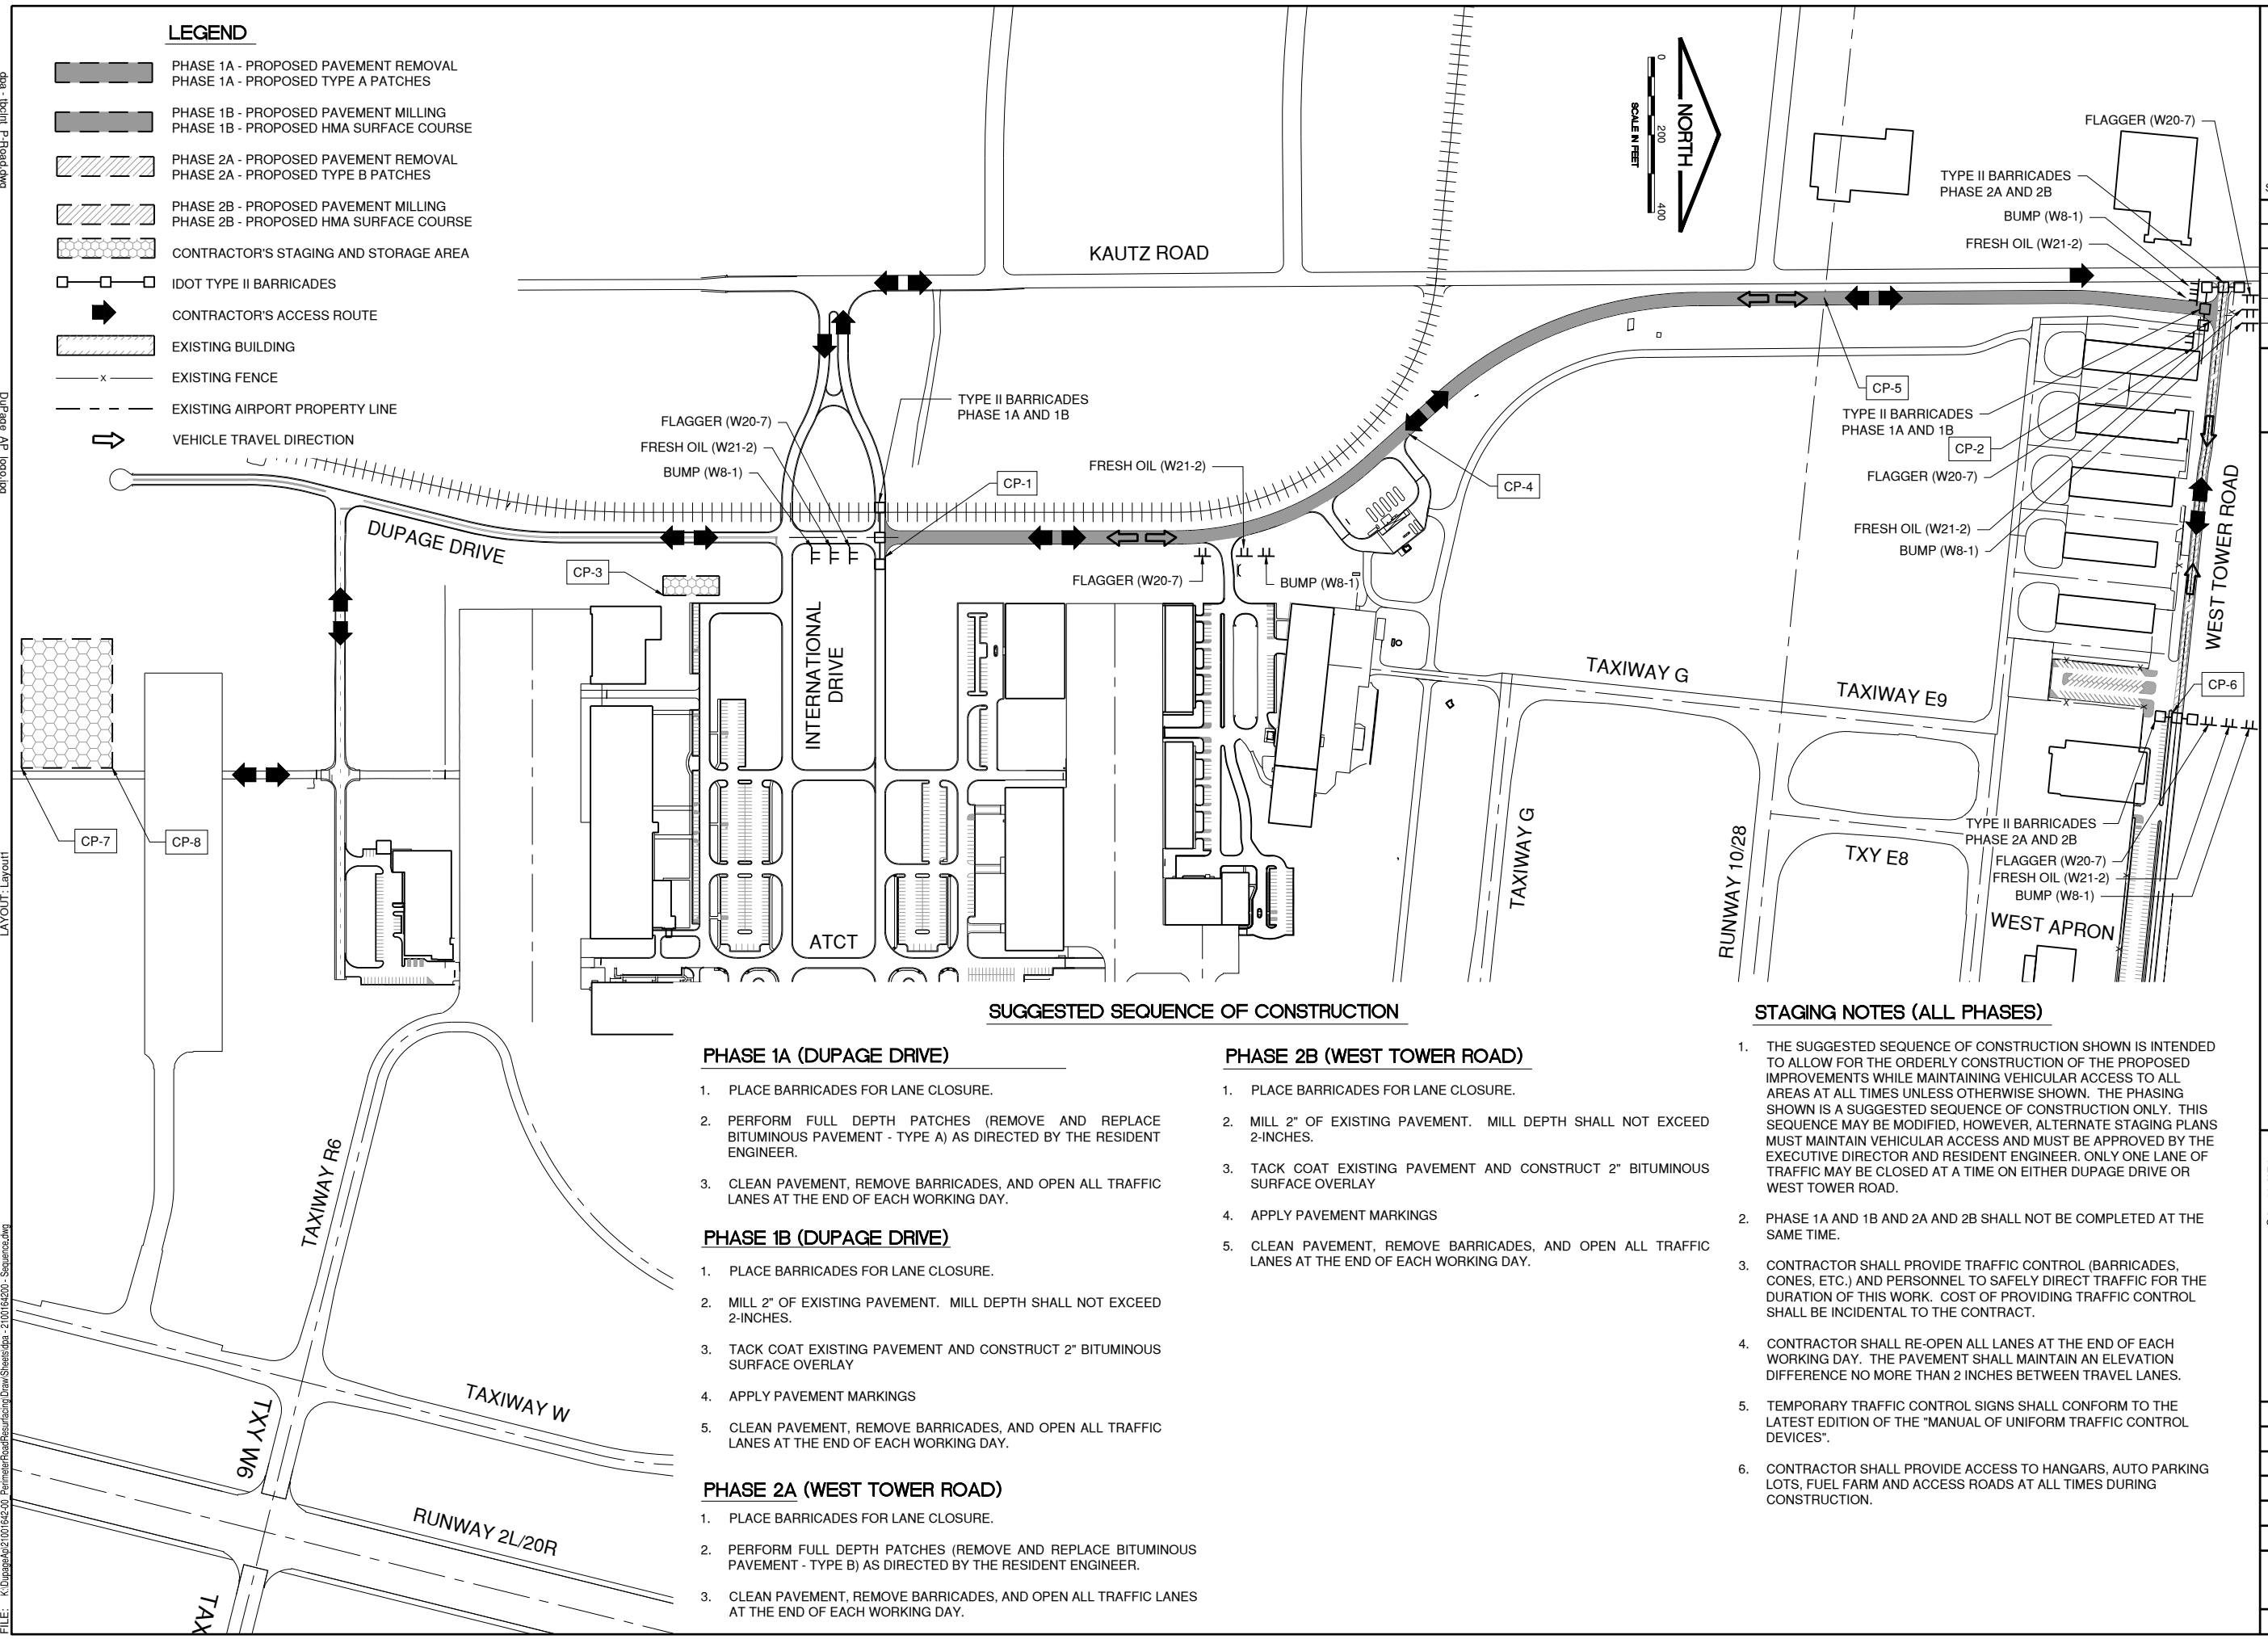 LEGEND
PHASE 1A - PROPOSED PAVEMENT REMOVAL
PHASE 1A - PROPOSED TYPE A PATCHES
PHASE 1B - PROPOSED PAVEMENT MILLING
PHASE 1B - PROPOSED HMA SURFACE COURSE
PHASE 2A - PROPOSED PAVEMENT REMOVAL
PHASE 2A - PROPOSED TYPE B PATCHES
PHASE 2B - PROPOSED PAVEMENT MILLING
PHASE 2B - PROPOSED HMA SURFACE COURSE
CONTRACTOR'S STAGING AND STORAGE AREA
IDOT TYPE II BARRICADES
CONTRACTOR'S ACCESS ROUTE
EXISTING BUILDING
x
EXISTING FENCE
EXISTING AIRPORT PROPERTY LINE
VEHICLE TRAVEL DIRECTION
NORTH
0
200
400
SCALE IN FEET
KAUTZ ROAD
FLAGGER (W20-7)
TYPE II BARRICADES
PHASE 2A AND 2B
BUMP (W8-1)
FRESH OIL (W21-2)
CP-5
TYPE II BARRICADES
PHASE 1A AND 1B
CP-2
FLAGGER (W20-7)
FRESH OIL (W21-2)
BUMP (W8-1)
WEST TOWER ROAD
TYPE II BARRICADES
PHASE 1A AND 1B
FLAGGER (W20-7)
FRESH OIL (W21-2)
BUMP (W8-1)
CP-1
FRESH OIL (W21-2)
CP-4
DUPAGE DRIVE
CP-3
FLAGGER (W20-7)
BUMP (W8-1)
INTERNATIONAL
DRIVE
TAXIWAY G
TAXIWAY E9
CP-6
CP-7
CP-8
TAXIWAY G
RUNWAY 10/28
TXY E8
TYPE II BARRICADES
PHASE 2A AND 2B
FLAGGER (W20-7)
FRESH OIL (W21-2)
BUMP (W8-1)
WEST APRON
ATCT
TAXIWAY R6
TAXIWAY W
TXY W6
RUNWAY 2L/20R
TAX
SUGGESTED SEQUENCE OF CONSTRUCTION
PHASE 1A (DUPAGE DRIVE)
1. PLACE BARRICADES FOR LANE CLOSURE.
2. PERFORM FULL DEPTH PATCHES (REMOVE AND REPLACE
BITUMINOUS PAVEMENT - TYPE A) AS DIRECTED BY THE RESIDENT
ENGINEER.
3. CLEAN PAVEMENT, REMOVE BARRICADES, AND OPEN ALL TRAFFIC
LANES AT THE END OF EACH WORKING DAY.
PHASE 1B (DUPAGE DRIVE)
1. PLACE BARRICADES FOR LANE CLOSURE.
2. MILL 2" OF EXISTING PAVEMENT. MILL DEPTH SHALL NOT EXCEED
2-INCHES.
3. TACK COAT EXISTING PAVEMENT AND CONSTRUCT 2" BITUMINOUS
SURFACE OVERLAY
4. APPLY PAVEMENT MARKINGS
5. CLEAN PAVEMENT, REMOVE BARRICADES, AND OPEN ALL TRAFFIC
LANES AT THE END OF EACH WORKING DAY.
PHASE 2A (WEST TOWER ROAD)
1. PLACE BARRICADES FOR LANE CLOSURE.
2. PERFORM FULL DEPTH PATCHES (REMOVE AND REPLACE BITUMINOUS
PAVEMENT - TYPE B) AS DIRECTED BY THE RESIDENT ENGINEER.
3. CLEAN PAVEMENT, REMOVE BARRICADES, AND OPEN ALL TRAFFIC LANES
AT THE END OF EACH WORKING DAY.
PHASE 2B (WEST TOWER ROAD)
1. PLACE BARRICADES FOR LANE CLOSURE.
2. MILL 2" OF EXISTING PAVEMENT. MILL DEPTH SHALL NOT EXCEED
2-INCHES.
3. TACK COAT EXISTING PAVEMENT AND CONSTRUCT 2" BITUMINOUS
SURFACE OVERLAY
4. APPLY PAVEMENT MARKINGS
5. CLEAN PAVEMENT, REMOVE BARRICADES, AND OPEN ALL TRAFFIC
LANES AT THE END OF EACH WORKING DAY.
STAGING NOTES (ALL PHASES)
1. THE SUGGESTED SEQUENCE OF CONSTRUCTION SHOWN IS INTENDED
TO ALLOW FOR THE ORDERLY CONSTRUCTION OF THE PROPOSED
IMPROVEMENTS WHILE MAINTAINING VEHICULAR ACCESS TO ALL
AREAS AT ALL TIMES UNLESS OTHERWISE SHOWN. THE PHASING
SHOWN IS A SUGGESTED SEQUENCE OF CONSTRUCTION ONLY. THIS
SEQUENCE MAY BE MODIFIED, HOWEVER, ALTERNATE STAGING PLANS
MUST MAINTAIN VEHICULAR ACCESS AND MUST BE APPROVED BY THE
EXECUTIVE DIRECTOR AND RESIDENT ENGINEER. ONLY ONE LANE OF
TRAFFIC MAY BE CLOSED AT A TIME ON EITHER DUPAGE DRIVE OR
WEST TOWER ROAD.
2. PHASE 1A AND 1B AND 2A AND 2B SHALL NOT BE COMPLETED AT THE
SAME TIME.
3. CONTRACTOR SHALL PROVIDE TRAFFIC CONTROL (BARRICADES,
CONES, ETC.) AND PERSONNEL TO SAFELY DIRECT TRAFFIC FOR THE
DURATION OF THIS WORK. COST OF PROVIDING TRAFFIC CONTROL
SHALL BE INCIDENTAL TO THE CONTRACT.
4. CONTRACTOR SHALL RE-OPEN ALL LANES AT THE END OF EACH
WORKING DAY. THE PAVEMENT SHALL MAINTAIN AN ELEVATION
DIFFERENCE NO MORE THAN 2 INCHES BETWEEN TRAVEL LANES.
5. TEMPORARY TRAFFIC CONTROL SIGNS SHALL CONFORM TO THE
LATEST EDITION OF THE "MANUAL OF UNIFORM TRAFFIC CONTROL
DEVICES".
6. CONTRACTOR SHALL PROVIDE ACCESS TO HANGARS, AUTO PARKING
LOTS, FUEL FARM AND ACCESS ROADS AT ALL TIMES DURING
CONSTRUCTION.
LAYOUT: Layout1
DuPage AP logo.jpg